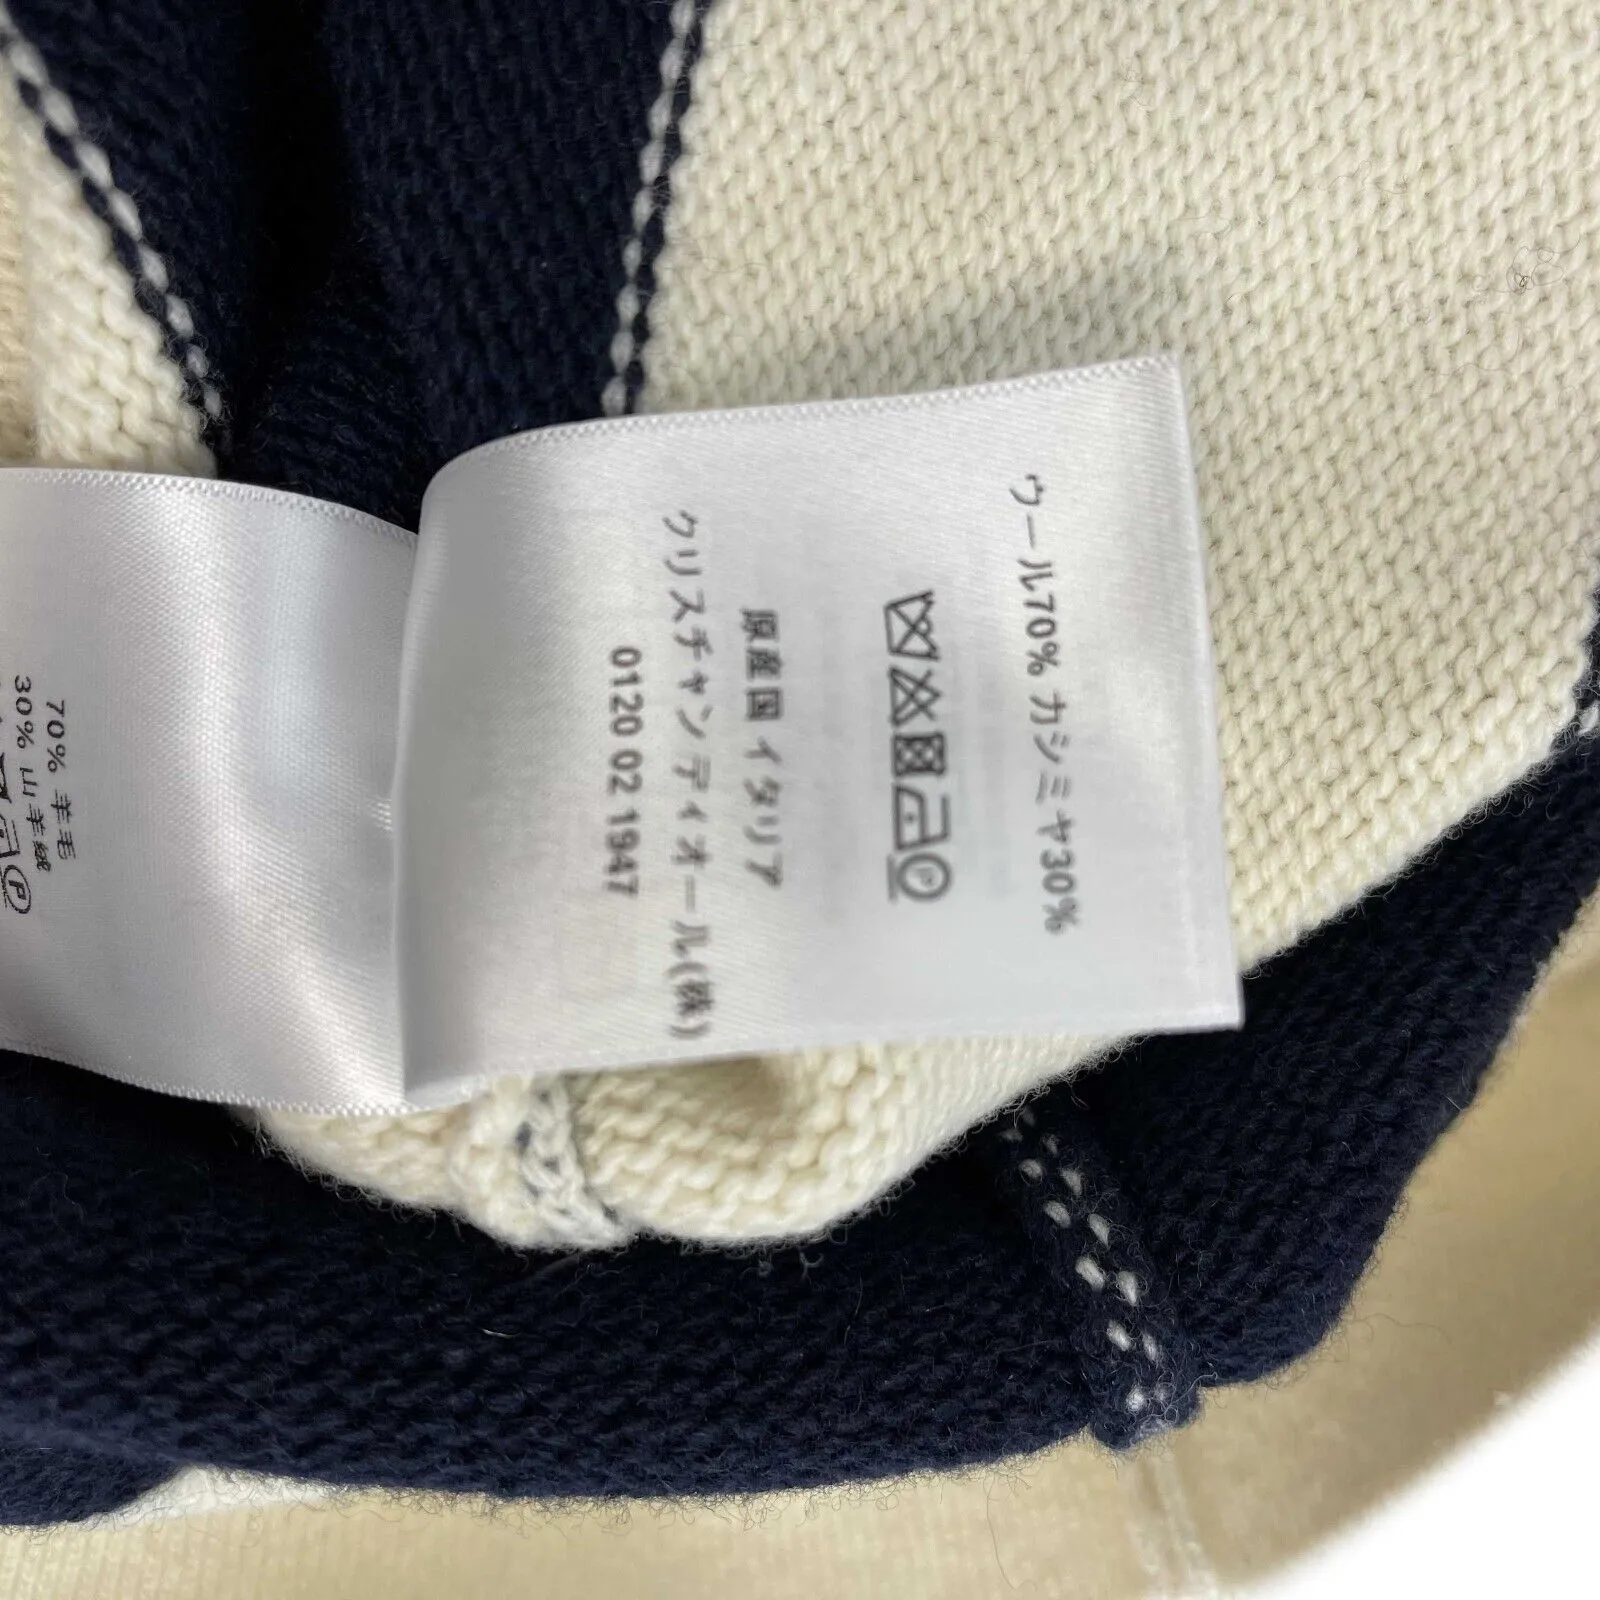 ウール70% カシミヤ30%
原産国 イタリア
クリスチャンディオール(株)
0120 02 1947
70% 羊毛
30% 山羊絨
P
P